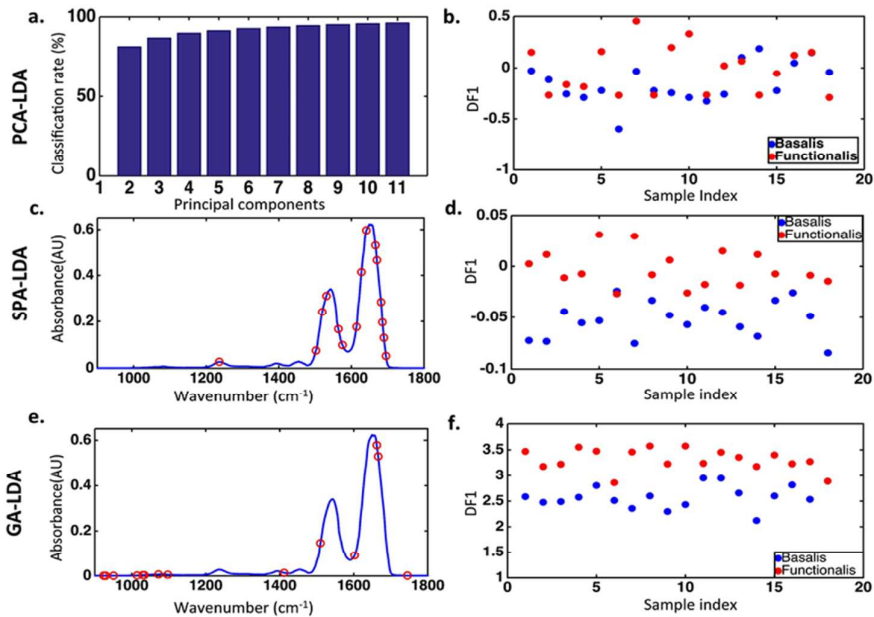 a.
PCA-LDA
Classification rate (%)
100
50
0
1 2 3 4 5 6 7 8 9 10 11
Principal components
b.
DF1
0.5
0
-0.5
-1
0 5 10 15 20
Sample Index
Basalis
Functionalis
c.
SPA-LDA
Absorbance(AU)
0.6
0.4
0.2
0
1000 1200 1400 1600 1800
Wavenumber (cm-1)
d.
DF1
0.05
0
-0.05
-0.1
0 5 10 15 20
Sample index
Basalis
Functionalis
e.
GA-LDA
Absorbance(AU)
0.6
0.4
0.2
0
1000 1200 1400 1600 1800
Wavenumber (cm-1)
f.
DF1
4
3.5
3
2.5
2
1.5
1
0 5 10 15 20
Sample index
Basalis
Functionalis